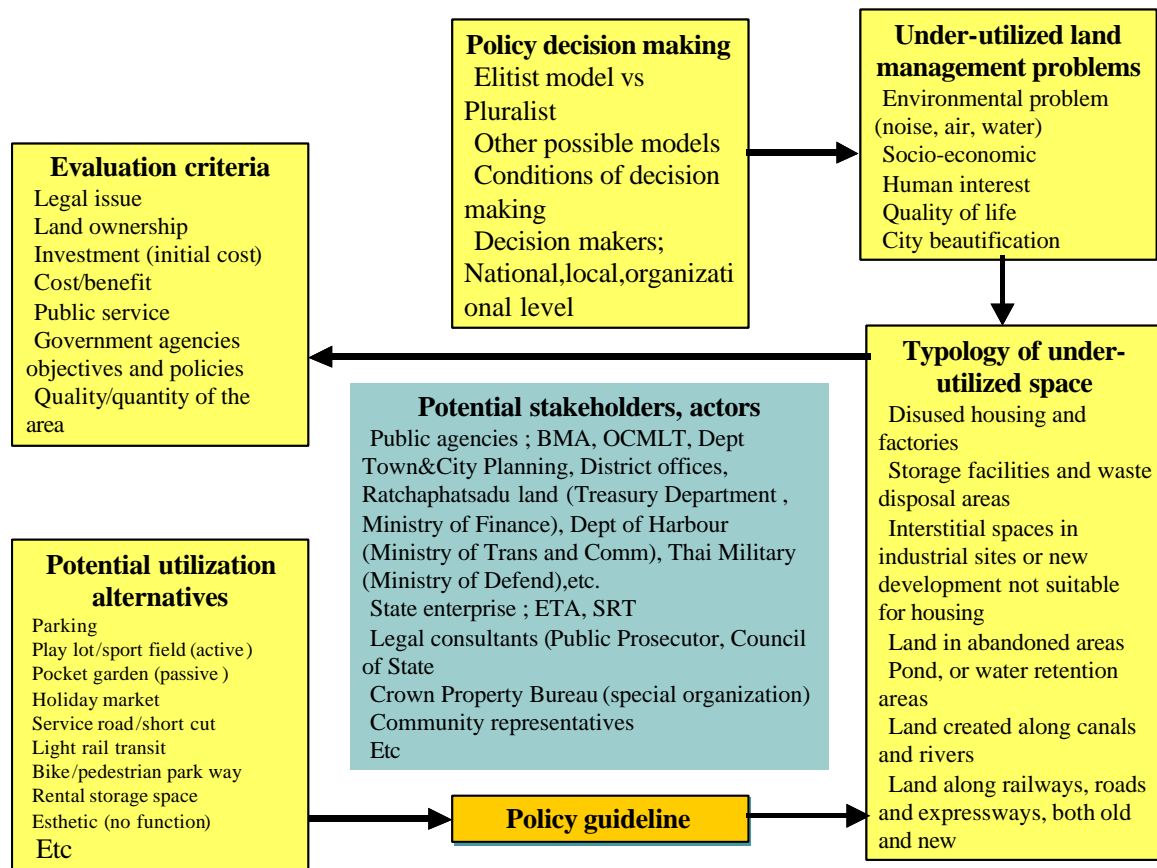 Policy decision making
Elitist model vs
Pluralist
Other possible models
Conditions of decision
making
Decision makers;
National,local,organizati
onal level
Under-utilized land
management problems
Environmental problem
(noise, air, water)
Socio-economic
Human interest
Quality of life
City beautification
Evaluation criteria
Legal issue
Land ownership
Investment (initial cost)
Cost/benefit
Public service
Government agencies
objectives and policies
Quality/quantity of the
area
Potential stakeholders, actors
Public agencies ; BMA, OCMLT, Dept
Town&City Planning, District offices,
Ratchaphatsadu land (Treasury Department ,
Ministry of Finance), Dept of Harbour
(Ministry of Trans and Comm), Thai Military
(Ministry of Defend),etc.
State enterprise ; ETA, SRT
Legal consultants (Public Prosecutor, Council
of State
Crown Property Bureau (special organization)
Community representatives
Etc
Typology of under-
utilized space
Disused housing and
factories
Storage facilities and waste
disposal areas
Interstitial spaces in
industrial sites or new
development not suitable
for housing
Land in abandoned areas
Pond, or water retention
areas
Land created along canals
and rivers
Land along railways, roads
and expressways, both old
and new
Potential utilization
alternatives
Parking
Play lot/sport field (active)
Pocket garden (passive )
Holiday market
Service road/short cut
Light rail transit
Bike/pedestrian park way
Rental storage space
Esthetic (no function)
Etc
Policy guideline